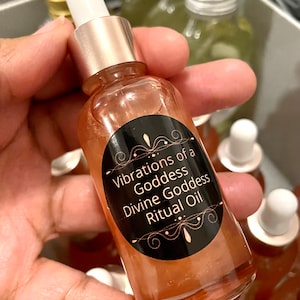 Vibrations of a
Goddess
Divine Goddess
Ritual Oil